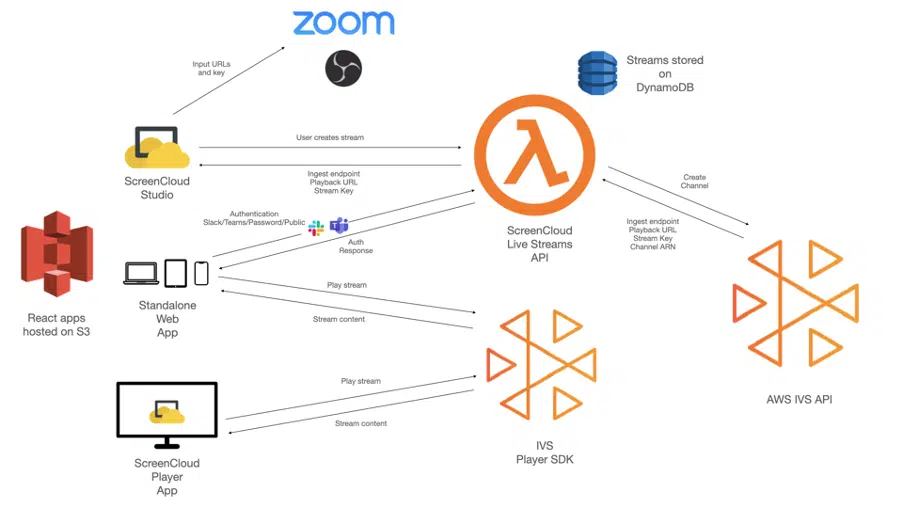 zoom
Input URLs
and key
Streams stored
on
DynamoDB
User creates stream
ScreenCloud
Studio
Ingest endpoint
Playback URL
Stream Key
Create
Channel
Authentication
Slack/Teams/Password/Public
Auth
Response
ScreenCloud
Live Streams
API
Ingest endpoint
Playback URL
Stream Key
Channel ARN
React apps
hosted on S3
Standalone
Web
App
Play stream
Stream content
Play stream
Stream content
AWS IVS API
IVS
Player SDK
ScreenCloud
Player
App